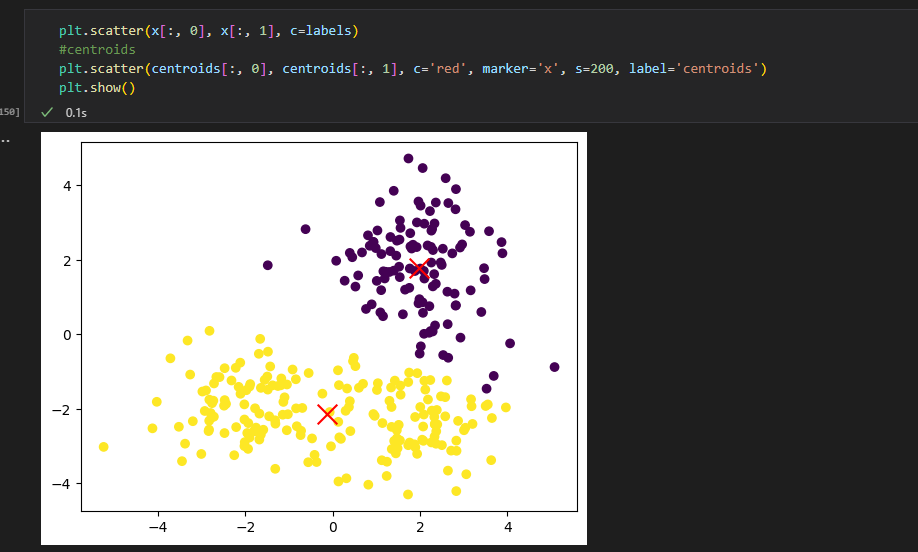 plt.scatter(x[:, 0], x[:, 1], c=labels)
#centroids
plt.scatter(centroids[:, 0], centroids[:, 1], c='red', marker='x', s=200, label='centroids')
plt.show()
150]
✓ 0.1s
..
4
2
0
−2
−4
−4 −2 0 2 4